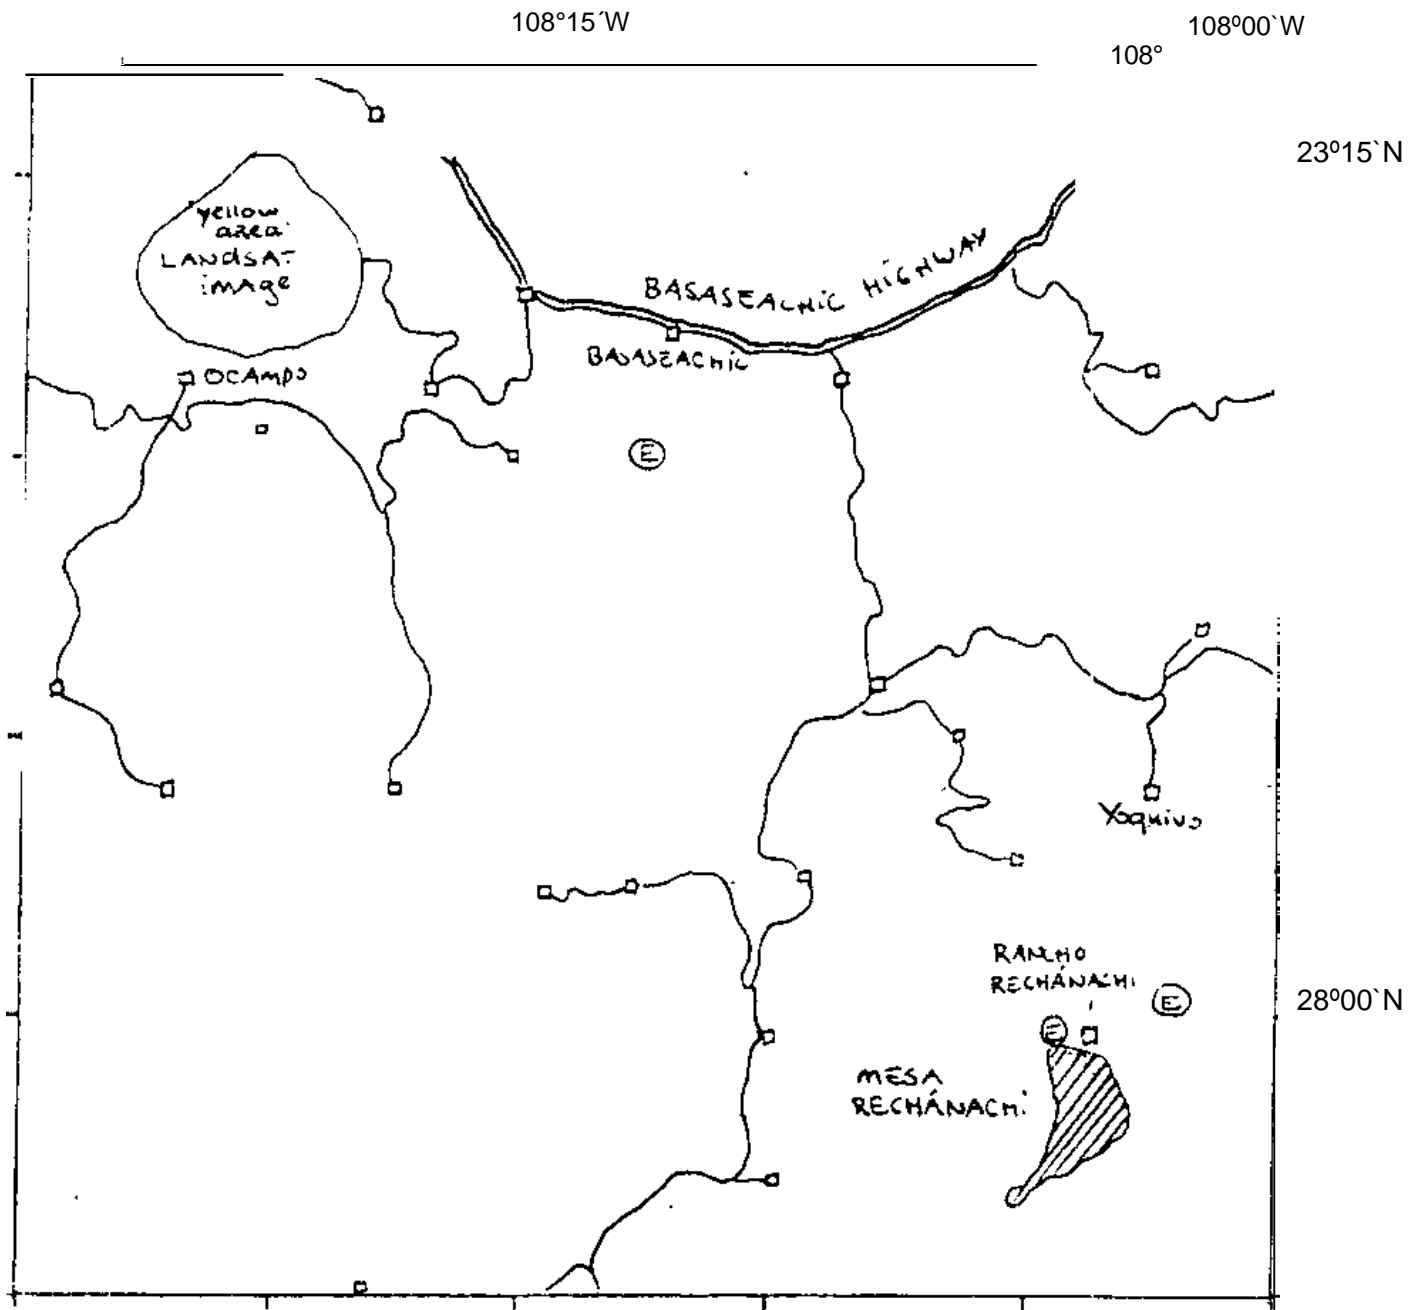 108°15´W
108º00`W
108°
23º15`N
yellow
area
LANDSAT
image
BASASEACHIC HIGHWAY
BASASEACHIC
OCAMPO
E
Yoquivo
RANCHO
RECHÁNACHI
E
28º00`N
E
MESA
RECHÁNACHI